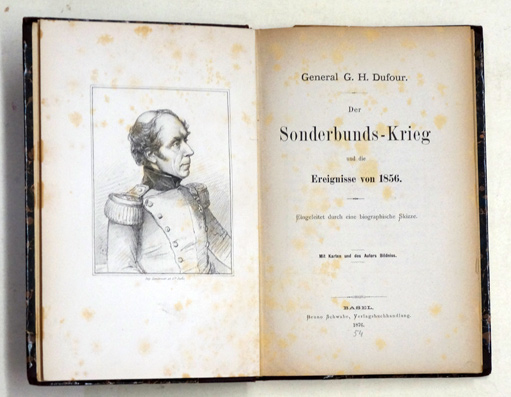 General G. H. Dufour.
Der
Sonderbunds-Krieg
und die
Ereignisse von 1856.
Eingeleitet durch eine biographische Skizze.
Mit Karten und des Autors Bildniss.
BASEL.
Benno Schwabe, Verlagsbuchhandlung.
1876.
54